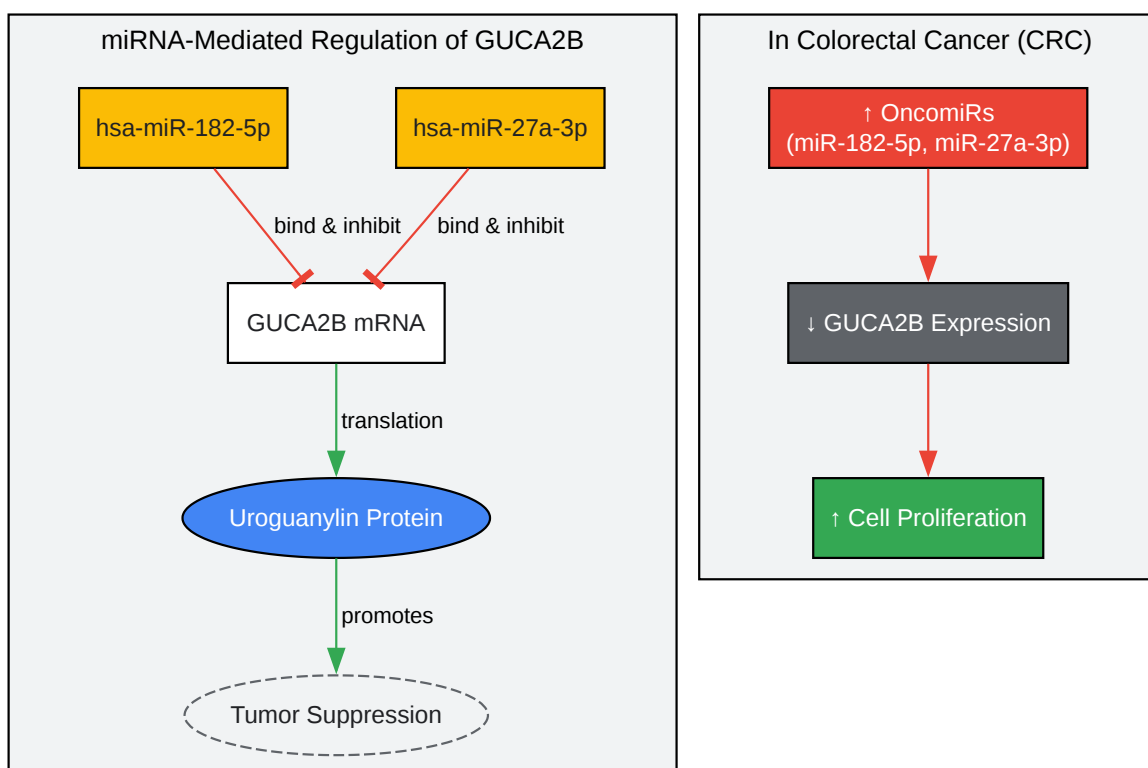 miRNA-Mediated Regulation of GUCA2B
hsa-miR-182-5p
hsa-miR-27a-3p
bind & inhibit
bind & inhibit
GUCA2B mRNA
translation
Uroguanylin Protein
promotes
Tumor Suppression
In Colorectal Cancer (CRC)
↑ OncomiRs
(miR-182-5p, miR-27a-3p)
↓ GUCA2B Expression
↑ Cell Proliferation